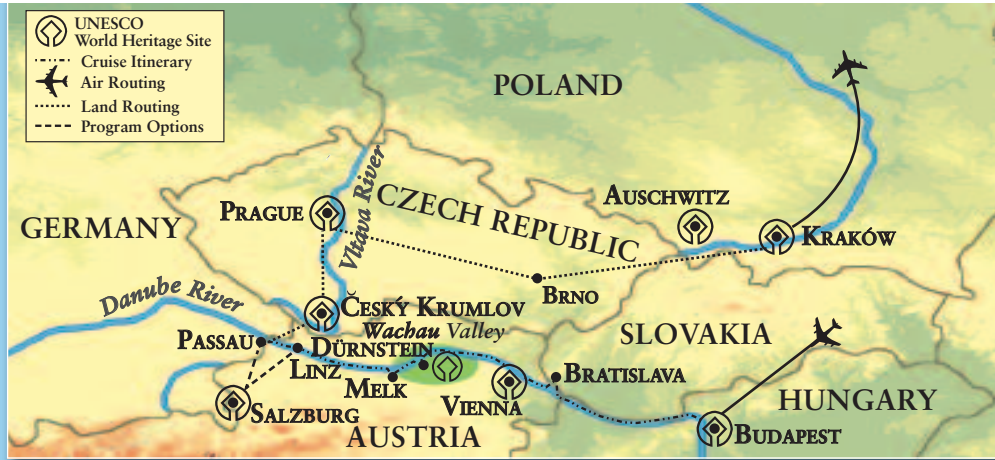 UNESCO
World Heritage Site
Cruise Itinerary
Air Routing
Land Routing
Program Options
POLAND
GERMANY
PRAGUE
Vltava River
CZECH REPUBLIC
AUSCHWITZ
KRAKÓW
BRNO
Danube River
ČESKÝ KRUMLOV
Wachau Valley
SLOVAKIA
PASSAU
DÜRNSTEIN
LINZ
MELK
VIENNA
BRATISLAVA
SALZBURG
AUSTRIA
HUNGARY
BUDAPEST